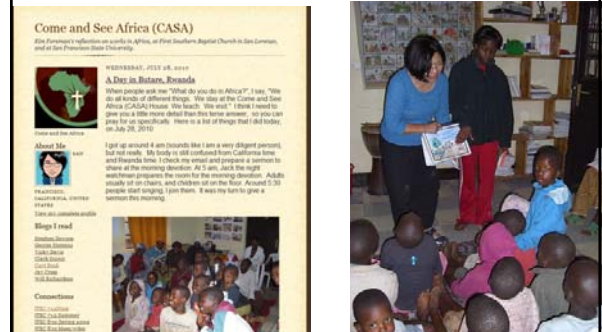 Come and See Africa (CASA)
Kim Foreman's reflection on works in Africa, at First Southern Baptist Church in San Lorenzo,
and at San Francisco State University.
WEDNESDAY, JULY 28, 2010
A Day in Butare, Rwanda
When people ask me "What do you do in Africa?", I say, "We
do all kinds of different things. We stay at the Come and See
Africa (CASA) House. We teach. We visit." I think I need to
give you a little more detail than this terse answer, so you can
pray for us specifically. Here is a list of things that I did today,
on July 28, 2010:
Come and See Africa
About Me
SAN
FRANCISCO,
CALIFORNIA, UNITED
STATES
View my complete profile
I got up around 4 am (sounds like I am a very diligent person),
but not really. My body is still confused from California time
and Rwanda time. I check my email and prepare a sermon to
share at the morning devotion. At 5 am, Jack the night
watchman prepares the room for the morning devotion. Adults
usually sit on chairs, and children sit on the floor. Around 5:30
people start singing, I join them. It was my turn to give a
sermon this morning.
Blogs I read
Vicki Davis
Will Richardson
Connections